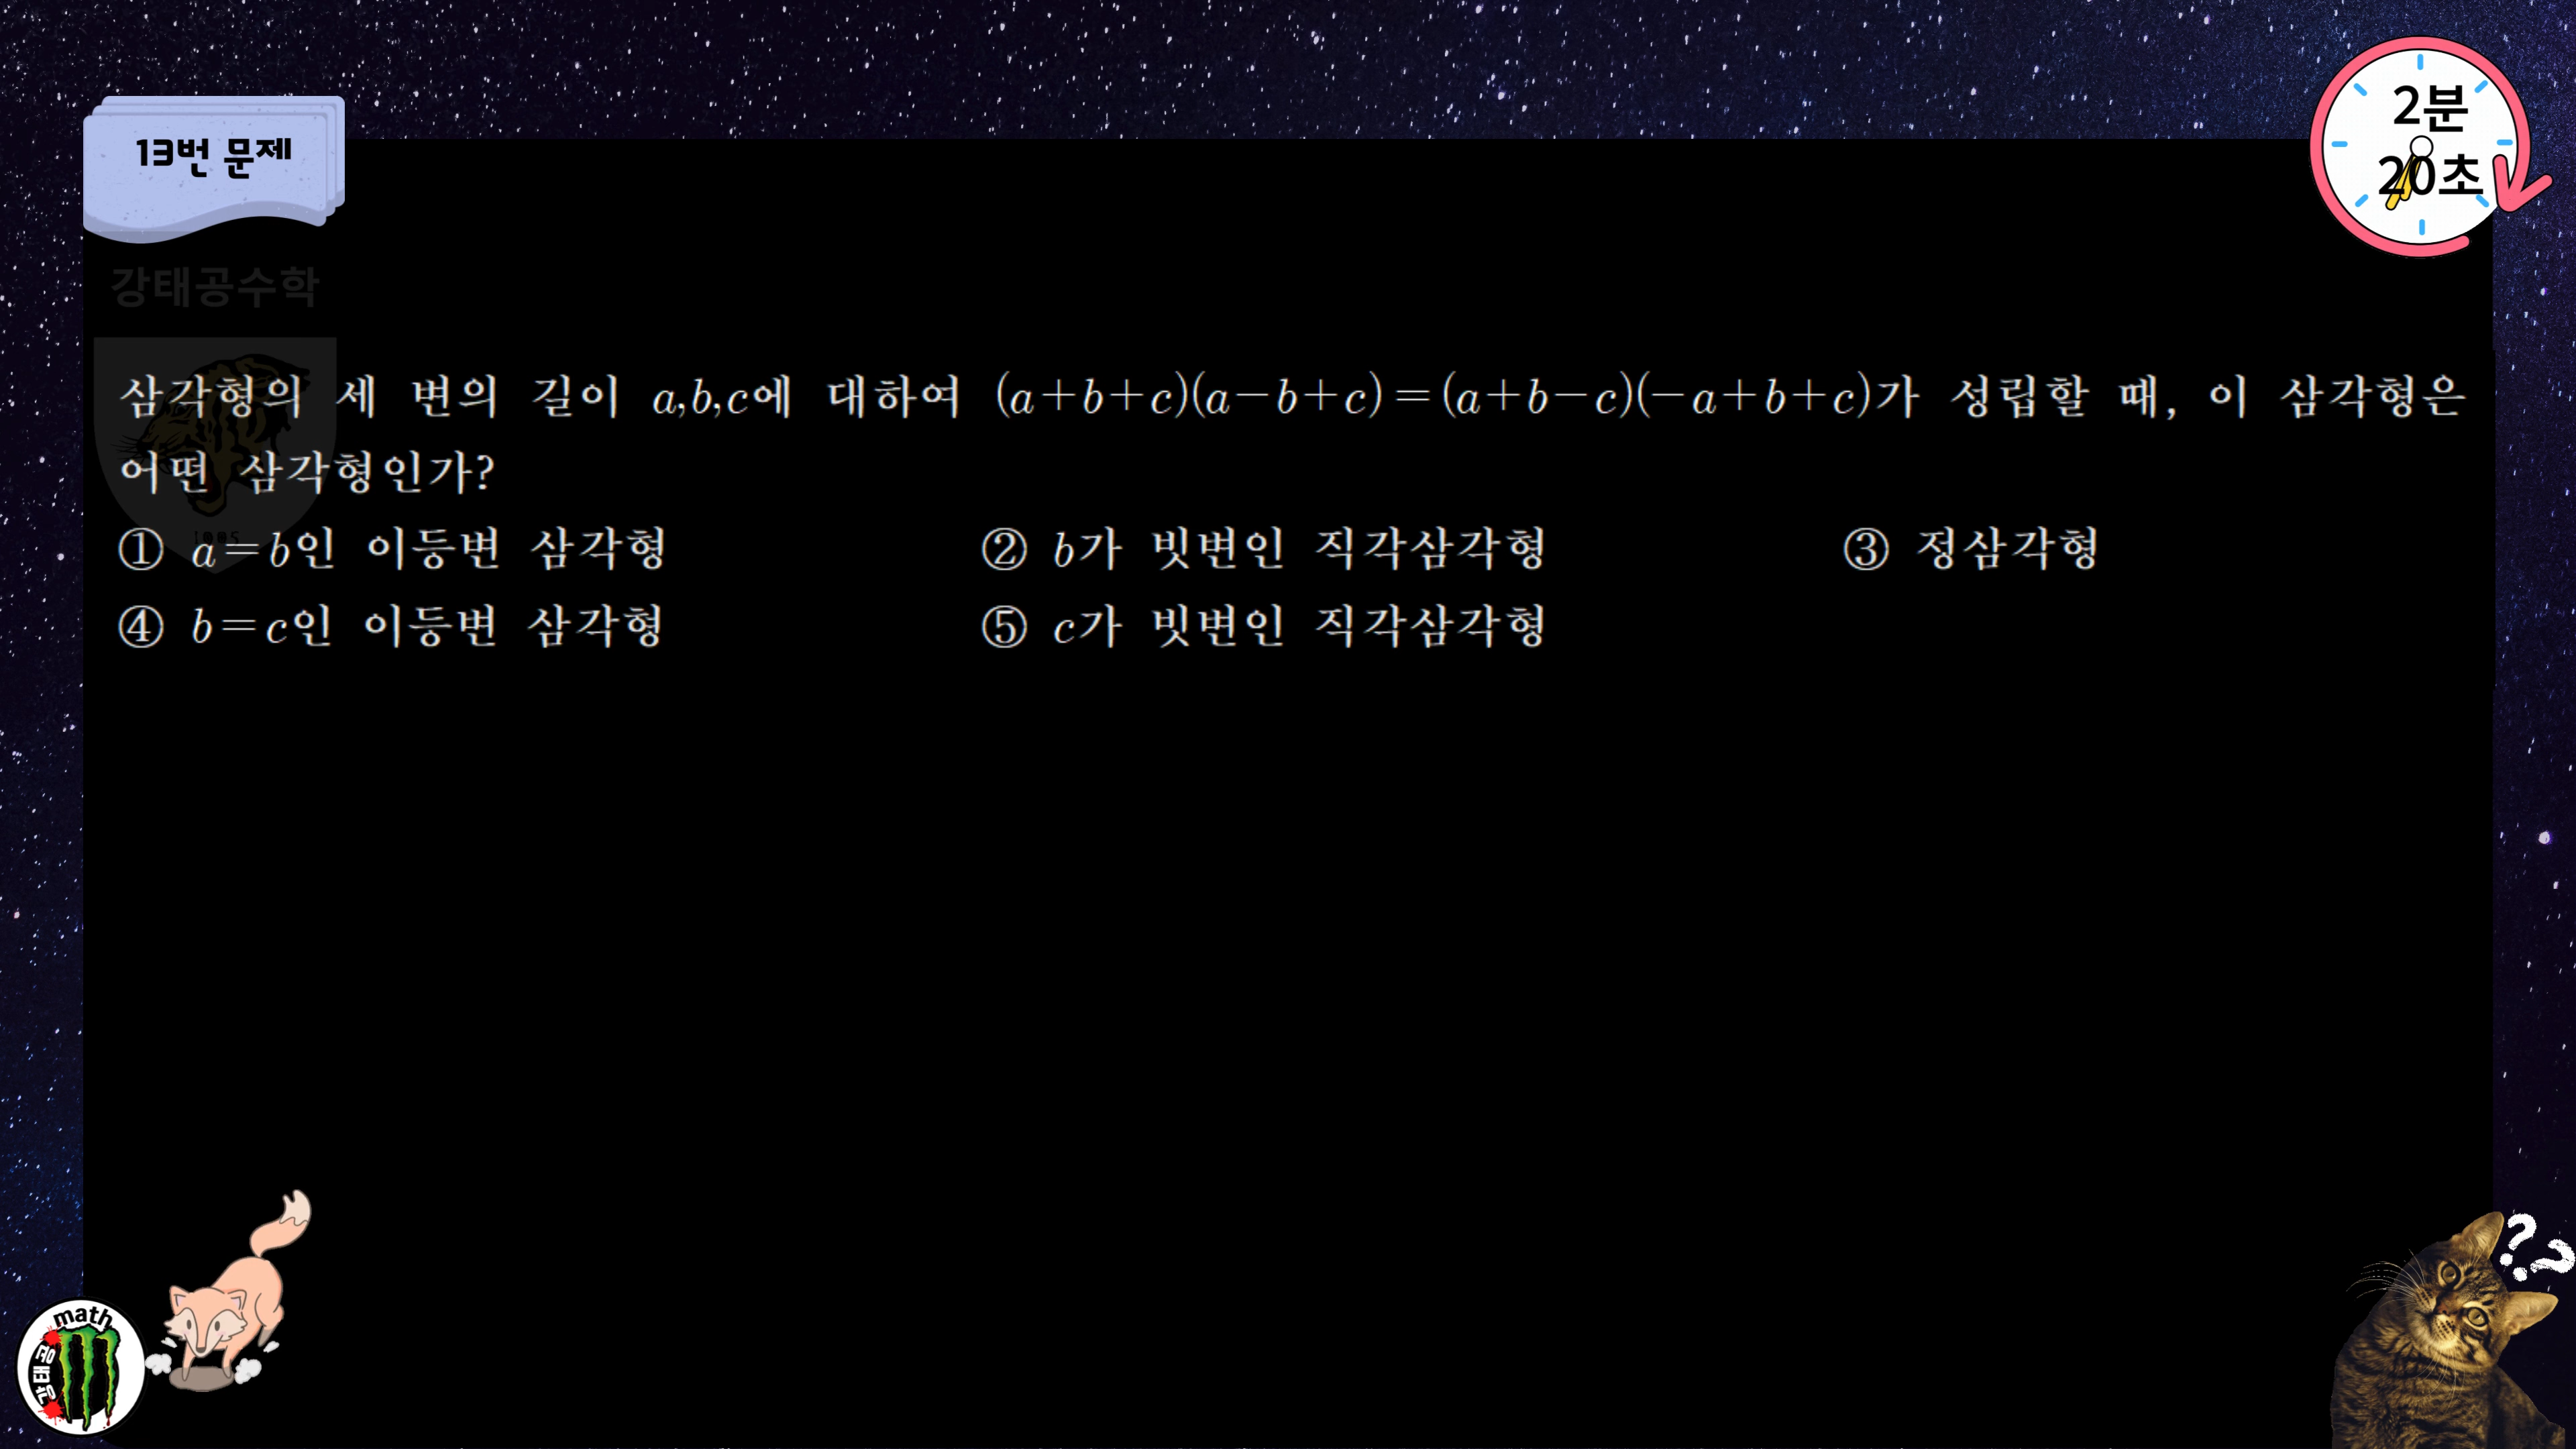 13번 문제
2분
20초
강태공수학
삼각형의 세 변의 길이 a,b,c에 대하여 (a+b+c)(a−b+c)=(a+b−c)(−a+b+c)가 성립할 때, 이 삼각형은
어떤 삼각형인가?
① a=b인 이등변 삼각형 ② b가 빗변인 직각삼각형 ③ 정삼각형
④ b=c인 이등변 삼각형 ⑤ c가 빗변인 직각삼각형
1905
??
math
강태공